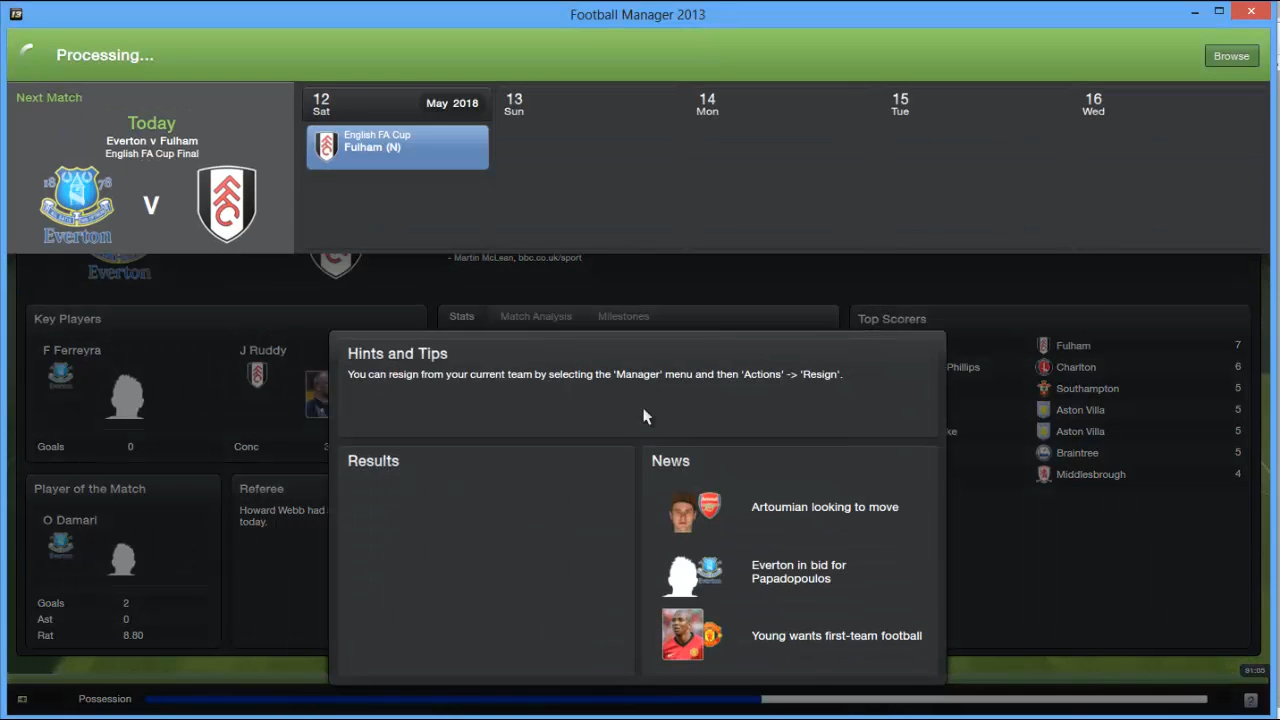 Football Manager 2013
Processing...
Browse
Next Match
Today
Everton v Fulham
English FA Cup Final
18 78
Everton
V
12
Sat
May 2018
13
Sun
14
Mon
15
Tue
16
Wed
English FA Cup
Fulham (N)
Everton
- Martin McLean, bbc.co.uk/sport
Key Players
F Ferreyra
J Ruddy
Goals 0
Conc 3
Stats
Match Analysis
Milestones
Top Scorers
Fulham 7
Phillips Charlton 6
Southampton 5
Aston Villa 5
Aston Villa 5
Braintree 5
Middlesbrough 4
Hints and Tips
You can resign from your current team by selecting the 'Manager' menu and then 'Actions' -> 'Resign'.
Results
News
Artoumian looking to move
Everton in bid for
Papadopoulos
Young wants first-team football
Player of the Match
O Damari
Goals 2
Ast 0
Rat 8.80
Referee
Howard Webb had
today.
Possession
?